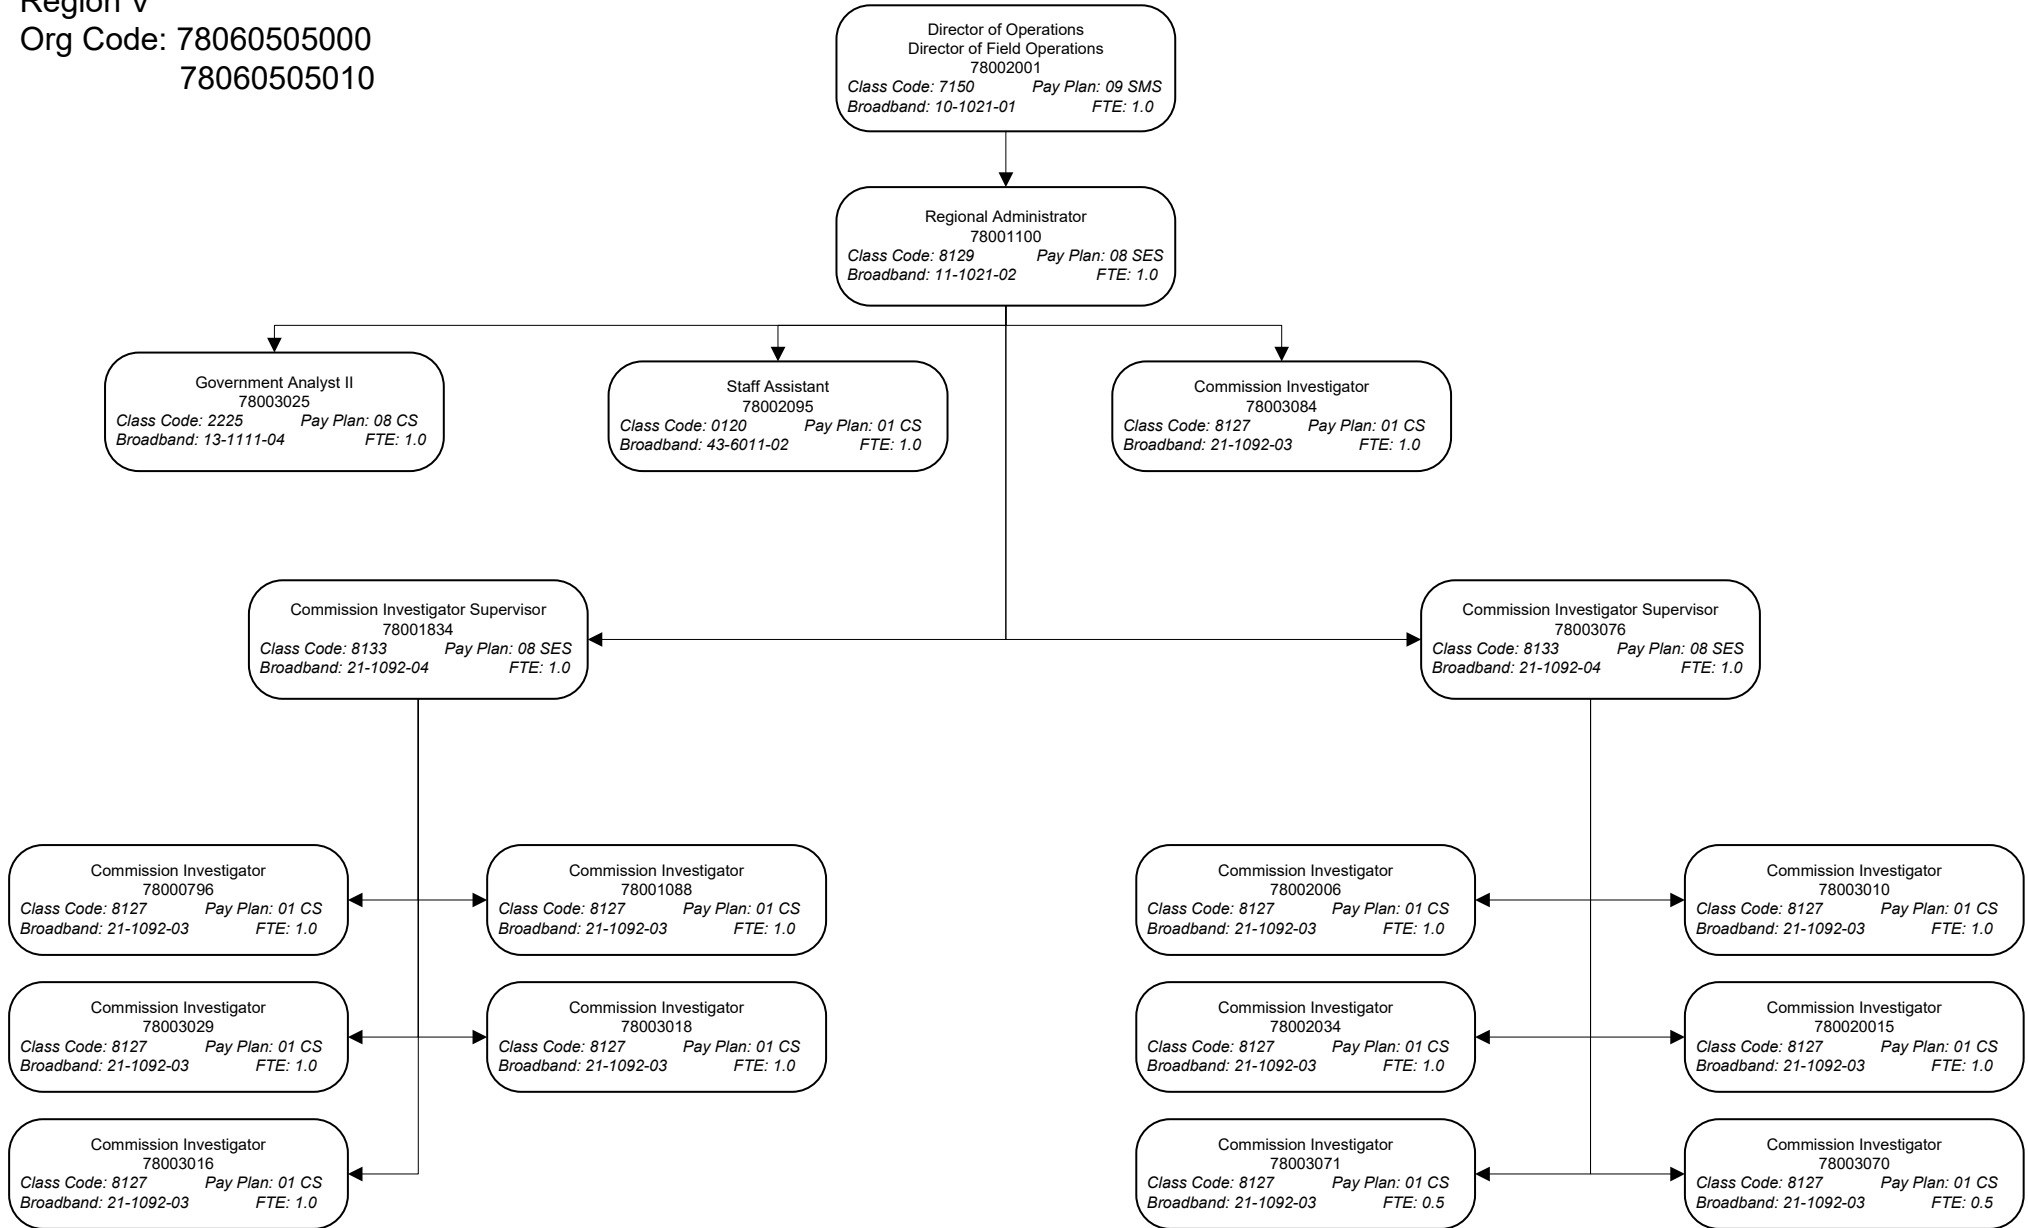 Region V
Org Code: 78060505000
78060505010
Director of Operations
Director of Field Operations
78002001
Class Code: 7150 Pay Plan: 09 SMS
Broadband: 10-1021-01 FTE: 1.0
Regional Administrator
78001100
Class Code: 8129 Pay Plan: 08 SES
Broadband: 11-1021-02 FTE: 1.0
Government Analyst II
78003025
Class Code: 2225 Pay Plan: 08 CS
Broadband: 13-1111-04 FTE: 1.0
Staff Assistant
78002095
Class Code: 0120 Pay Plan: 01 CS
Broadband: 43-6011-02 FTE: 1.0
Commission Investigator
78003084
Class Code: 8127 Pay Plan: 01 CS
Broadband: 21-1092-03 FTE: 1.0
Commission Investigator Supervisor
78001834
Class Code: 8133 Pay Plan: 08 SES
Broadband: 21-1092-04 FTE: 1.0
Commission Investigator Supervisor
78003076
Class Code: 8133 Pay Plan: 08 SES
Broadband: 21-1092-04 FTE: 1.0
Commission Investigator
78000796
Class Code: 8127 Pay Plan: 01 CS
Broadband: 21-1092-03 FTE: 1.0
Commission Investigator
78001088
Class Code: 8127 Pay Plan: 01 CS
Broadband: 21-1092-03 FTE: 1.0
Commission Investigator
78002006
Class Code: 8127 Pay Plan: 01 CS
Broadband: 21-1092-03 FTE: 1.0
Commission Investigator
78003010
Class Code: 8127 Pay Plan: 01 CS
Broadband: 21-1092-03 FTE: 1.0
Commission Investigator
78003029
Class Code: 8127 Pay Plan: 01 CS
Broadband: 21-1092-03 FTE: 1.0
Commission Investigator
78003018
Class Code: 8127 Pay Plan: 01 CS
Broadband: 21-1092-03 FTE: 1.0
Commission Investigator
78002034
Class Code: 8127 Pay Plan: 01 CS
Broadband: 21-1092-03 FTE: 1.0
Commission Investigator
780020015
Class Code: 8127 Pay Plan: 01 CS
Broadband: 21-1092-03 FTE: 1.0
Commission Investigator
78003016
Class Code: 8127 Pay Plan: 01 CS
Broadband: 21-1092-03 FTE: 1.0
Commission Investigator
78003071
Class Code: 8127 Pay Plan: 01 CS
Broadband: 21-1092-03 FTE: 0.5
Commission Investigator
78003070
Class Code: 8127 Pay Plan: 01 CS
Broadband: 21-1092-03 FTE: 0.5